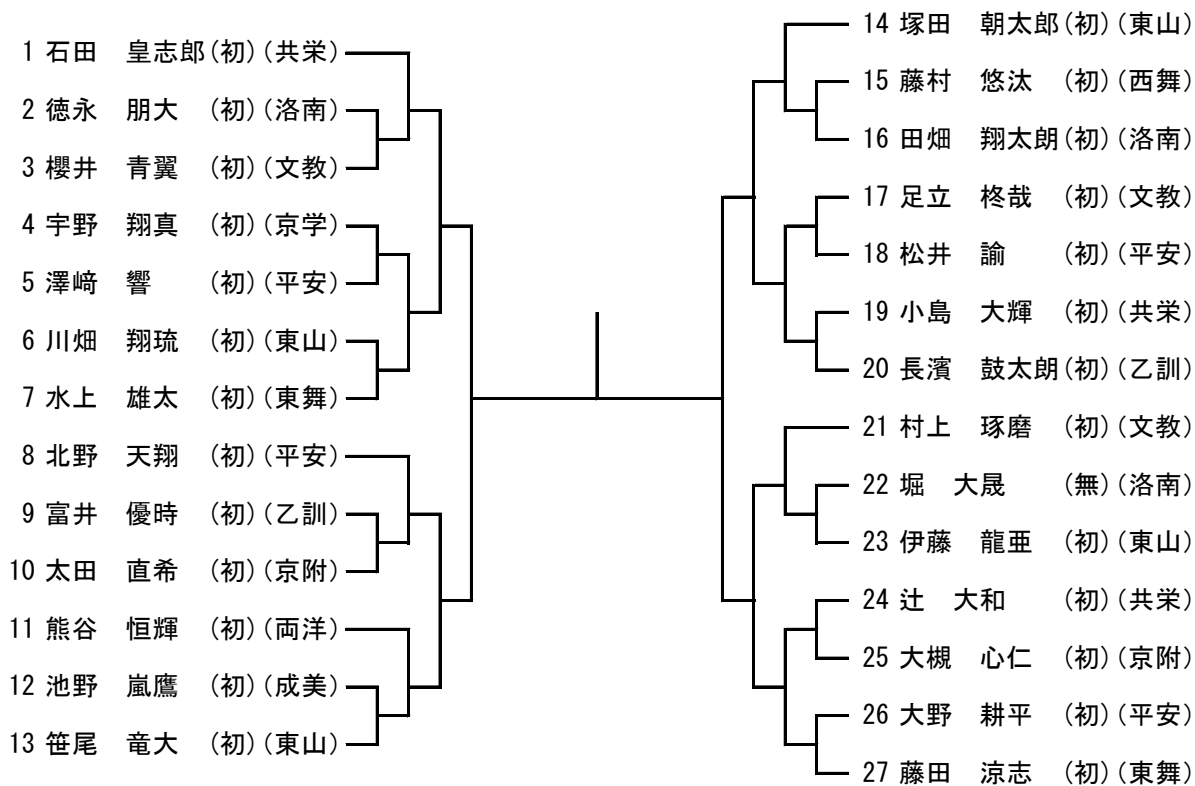 1 石田　皇志郎(初)(共栄)
2 徳永　朋大　(初)(洛南)
3 櫻井　青翼　(初)(文教)
4 宇野　翔真　(初)(京学)
5 澤﨑　響　　(初)(平安)
6 川畑　翔琉　(初)(東山)
7 水上　雄太　(初)(東舞)
8 北野　天翔　(初)(平安)
9 富井　優時　(初)(乙訓)
10 太田　直希　(初)(京附)
11 熊谷　恒輝　(初)(両洋)
12 池野　嵐鷹　(初)(成美)
13 笹尾　竜大　(初)(東山)
14 塚田　朝太郎(初)(東山)
15 藤村　悠汰　(初)(西舞)
16 田畑　翔太朗(初)(洛南)
17 足立　柊哉　(初)(文教)
18 松井　諭　　(初)(平安)
19 小島　大輝　(初)(共栄)
20 長濱　鼓太朗(初)(乙訓)
21 村上　琢磨　(初)(文教)
22 堀　大晟　　(無)(洛南)
23 伊藤　龍亜　(初)(東山)
24 辻　大和　　(初)(共栄)
25 大槻　心仁　(初)(京附)
26 大野　耕平　(初)(平安)
27 藤田　涼志　(初)(東舞)